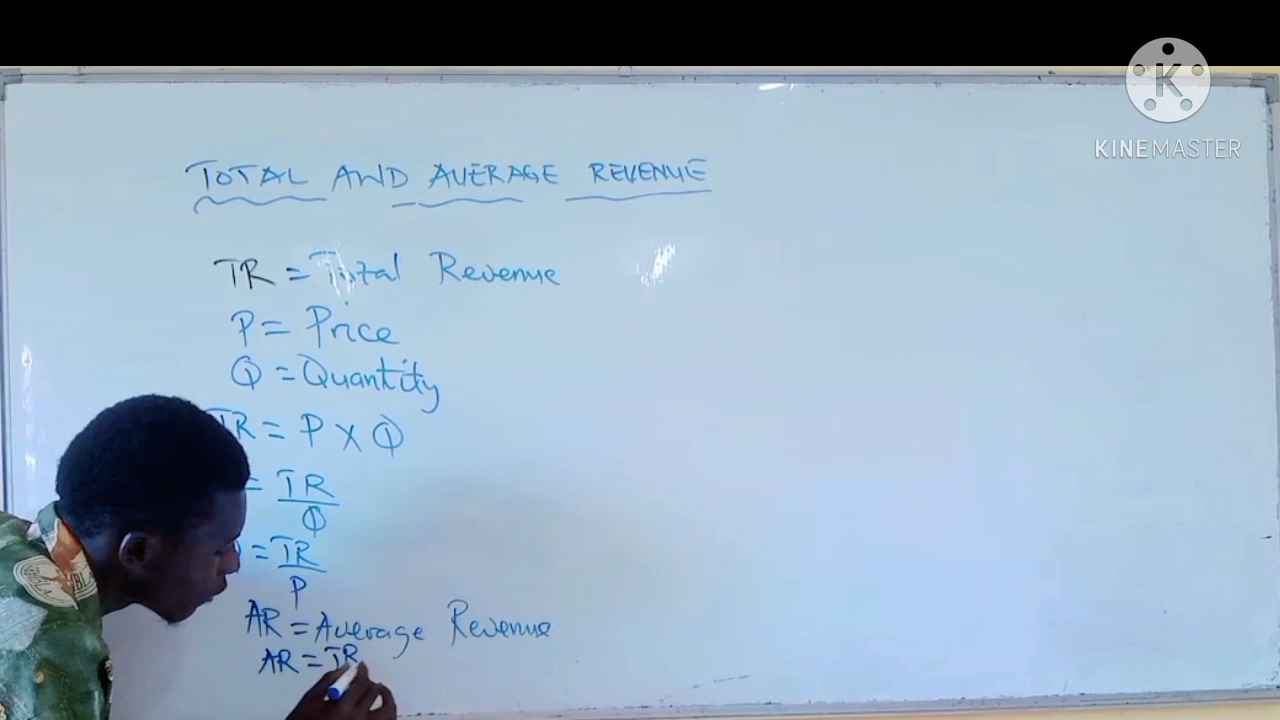 KINEMASTER
TOTAL AND AVERAGE REVENUE
TR = Total Revenue
P = Price
Q = Quantity
TR = P X Q
= TR
Q
= TR
P
AR = Average Revenue
AR = TR